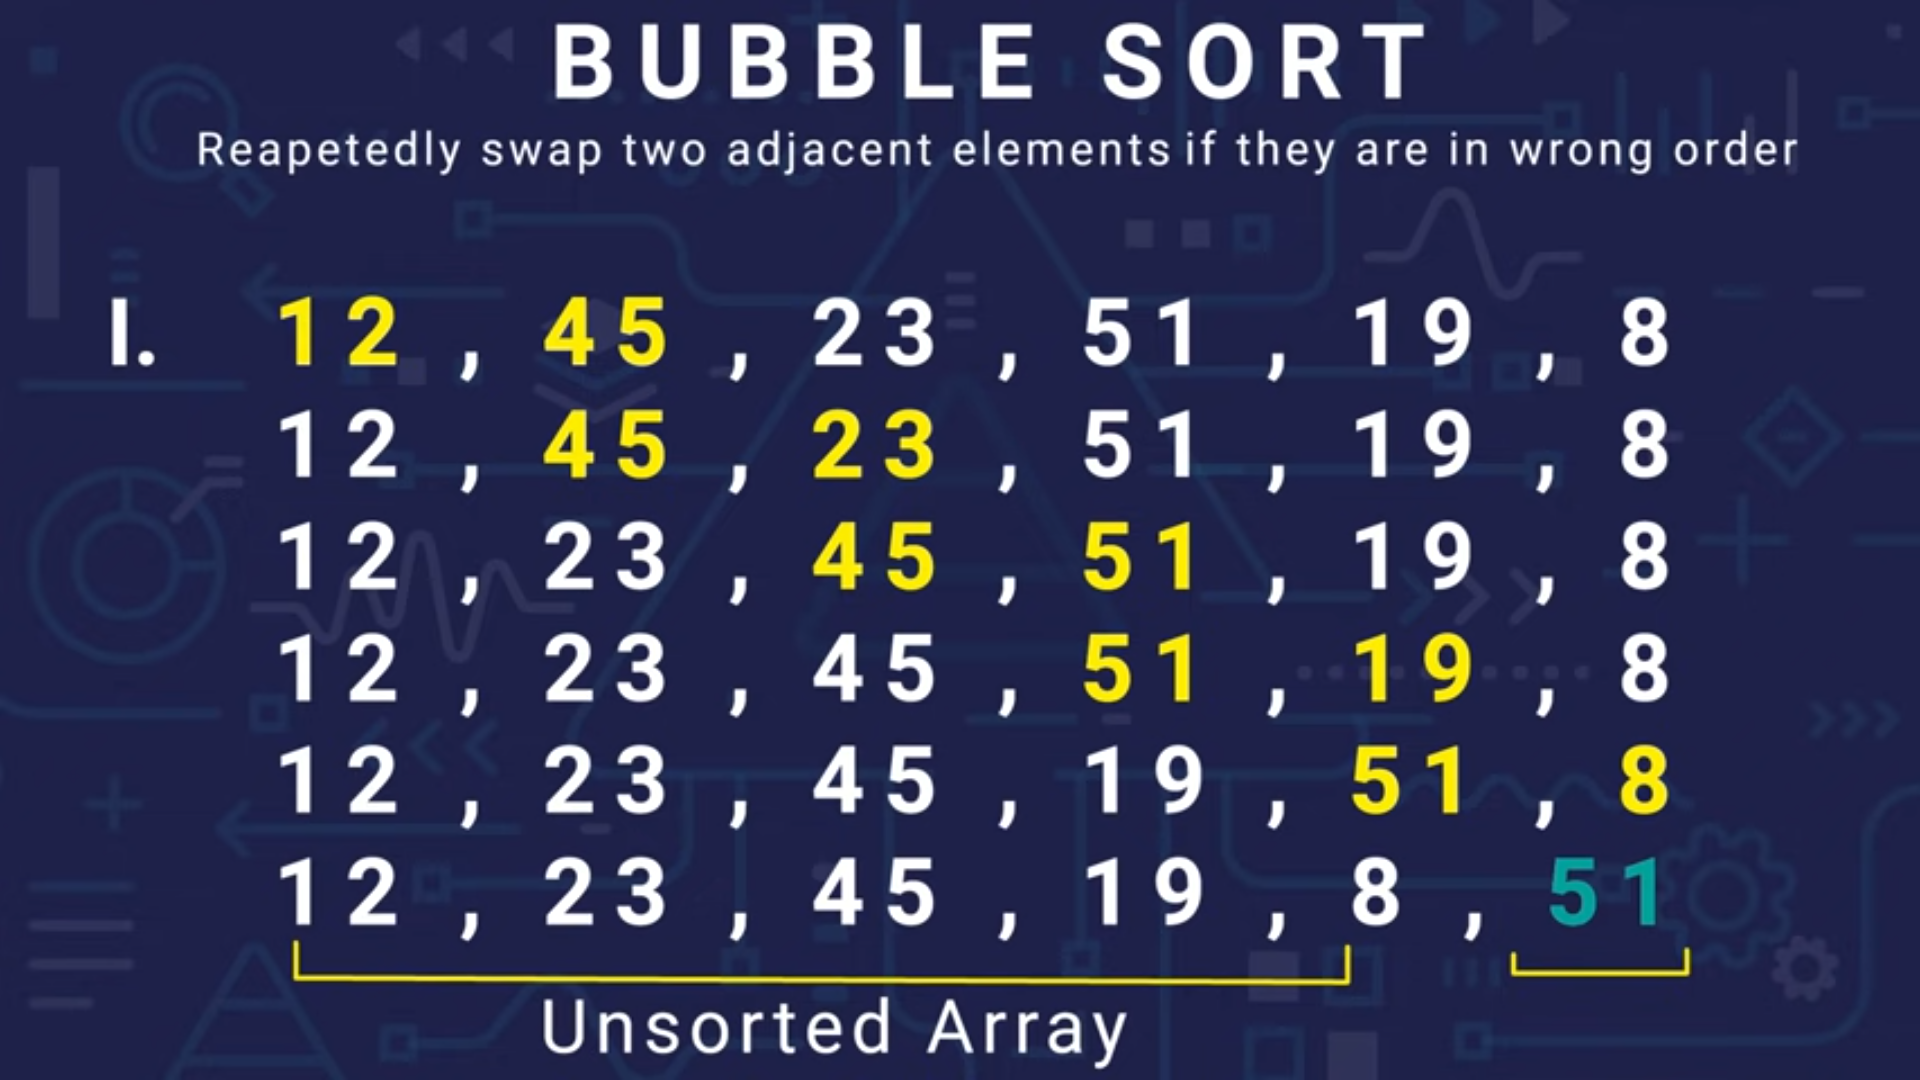 BUBBLE SORT
Reapetedly swap two adjacent elements if they are in wrong order
I. 12 , 45 , 23 , 51 , 19 , 8
12 , 45 , 23 , 51 , 19 , 8
12 , 23 , 45 , 51 , 19 , 8
12 , 23 , 45 , 51 , 19 , 8
12 , 23 , 45 , 19 , 51 , 8
12 , 23 , 45 , 19 , 8 , 51
Unsorted Array